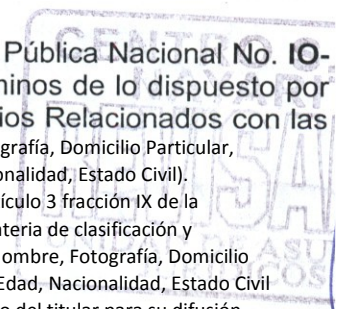 Pública Nacional No. IO-
minos de lo dispuesto por
ios Relacionados con las
grafía, Domicilio Particular,
onalidad, Estado Civil).
ículo 3 fracción IX de la
ateria de clasificación y
Nombre, Fotografía, Domicilio
Edad, Nacionalidad, Estado Civil
o del titular para su difusión